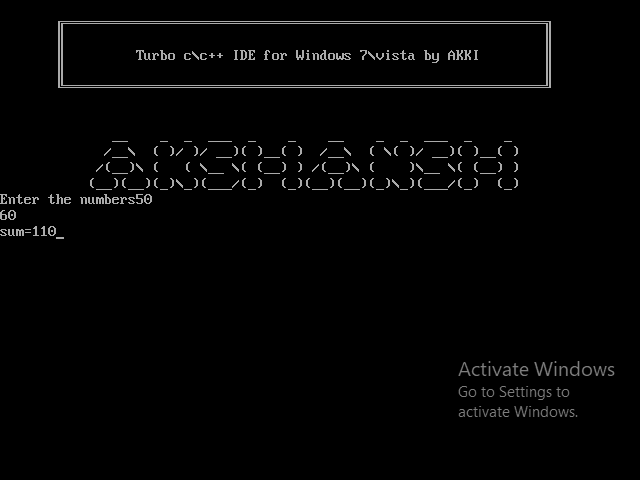 Turbo c\c++ IDE for Windows 7\vista by AKKI
AKSHANSH
Enter the numbers50
60
sum=110_
Activate Windows
Go to Settings to
activate Windows.